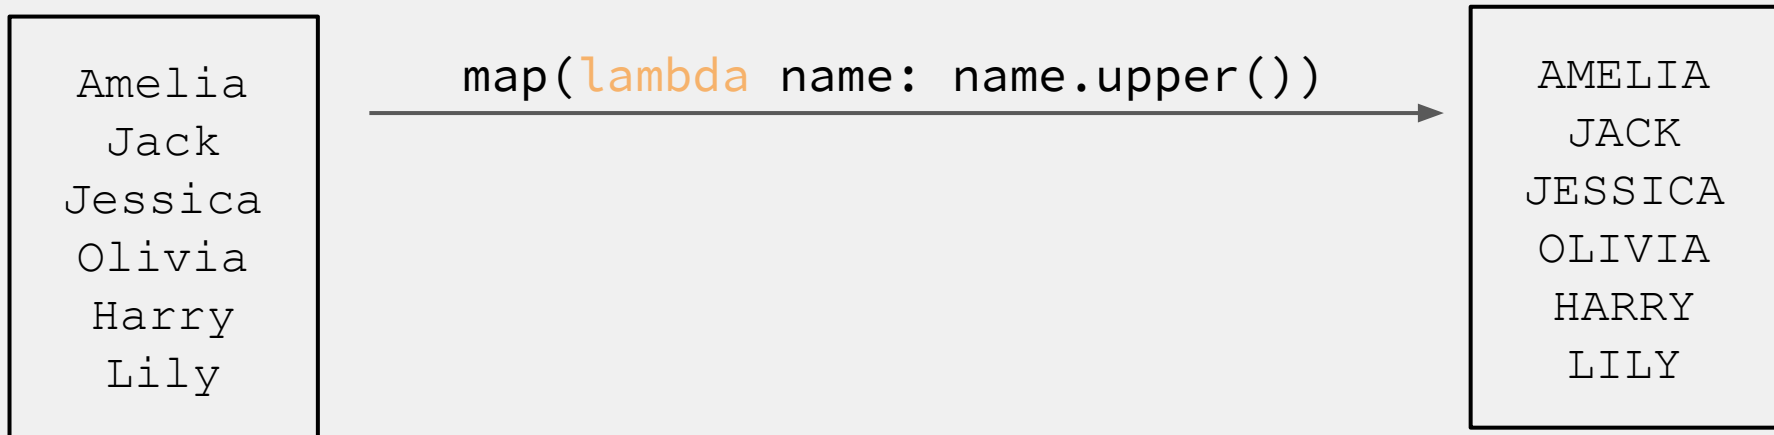 Amelia
Jack
Jessica
Olivia
Harry
Lily
map(lambda name: name.upper())
AMELIA
JACK
JESSICA
OLIVIA
HARRY
LILY